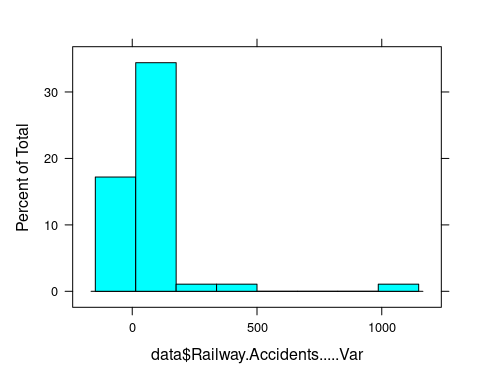 30
20
10
0
Percent of Total
0 500 1000
data$Railway.Accidents.....Var